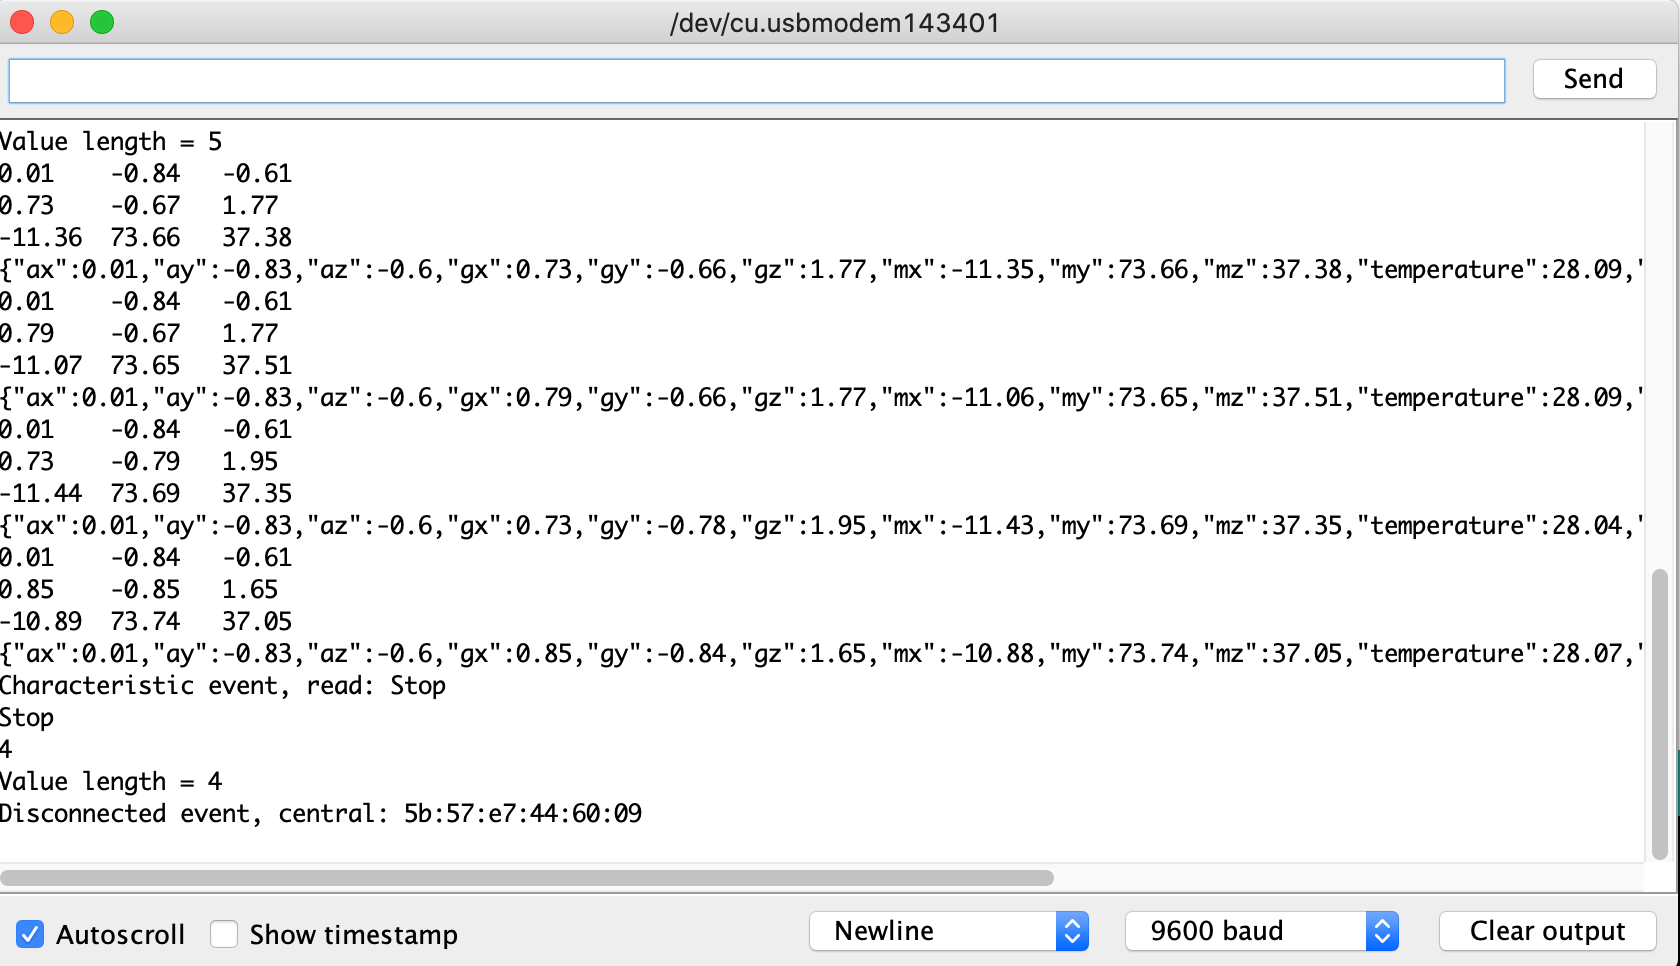 /dev/cu.usbmodem143401
Send
Value length = 5
0.01 -0.84 -0.61
0.73 -0.67 1.77
-11.36 73.66 37.38
{"ax":0.01,"ay":-0.83,"az":-0.6,"gx":0.73,"gy":-0.66,"gz":1.77,"mx":-11.35,"my":73.66,"mz":37.38,"temperature":28.09,"
0.01 -0.84 -0.61
0.79 -0.67 1.77
-11.07 73.65 37.51
{"ax":0.01,"ay":-0.83,"az":-0.6,"gx":0.79,"gy":-0.66,"gz":1.77,"mx":-11.06,"my":73.65,"mz":37.51,"temperature":28.09,"
0.01 -0.84 -0.61
0.73 -0.79 1.95
-11.44 73.69 37.35
{"ax":0.01,"ay":-0.83,"az":-0.6,"gx":0.73,"gy":-0.78,"gz":1.95,"mx":-11.43,"my":73.69,"mz":37.35,"temperature":28.04,"
0.01 -0.84 -0.61
0.85 -0.85 1.65
-10.89 73.74 37.05
{"ax":0.01,"ay":-0.83,"az":-0.6,"gx":0.85,"gy":-0.84,"gz":1.65,"mx":-10.88,"my":73.74,"mz":37.05,"temperature":28.07,"
Characteristic event, read: Stop
Stop
4
Value length = 4
Disconnected event, central: 5b:57:e7:44:60:09
Autoscroll Show timestamp Newline 9600 baud Clear output